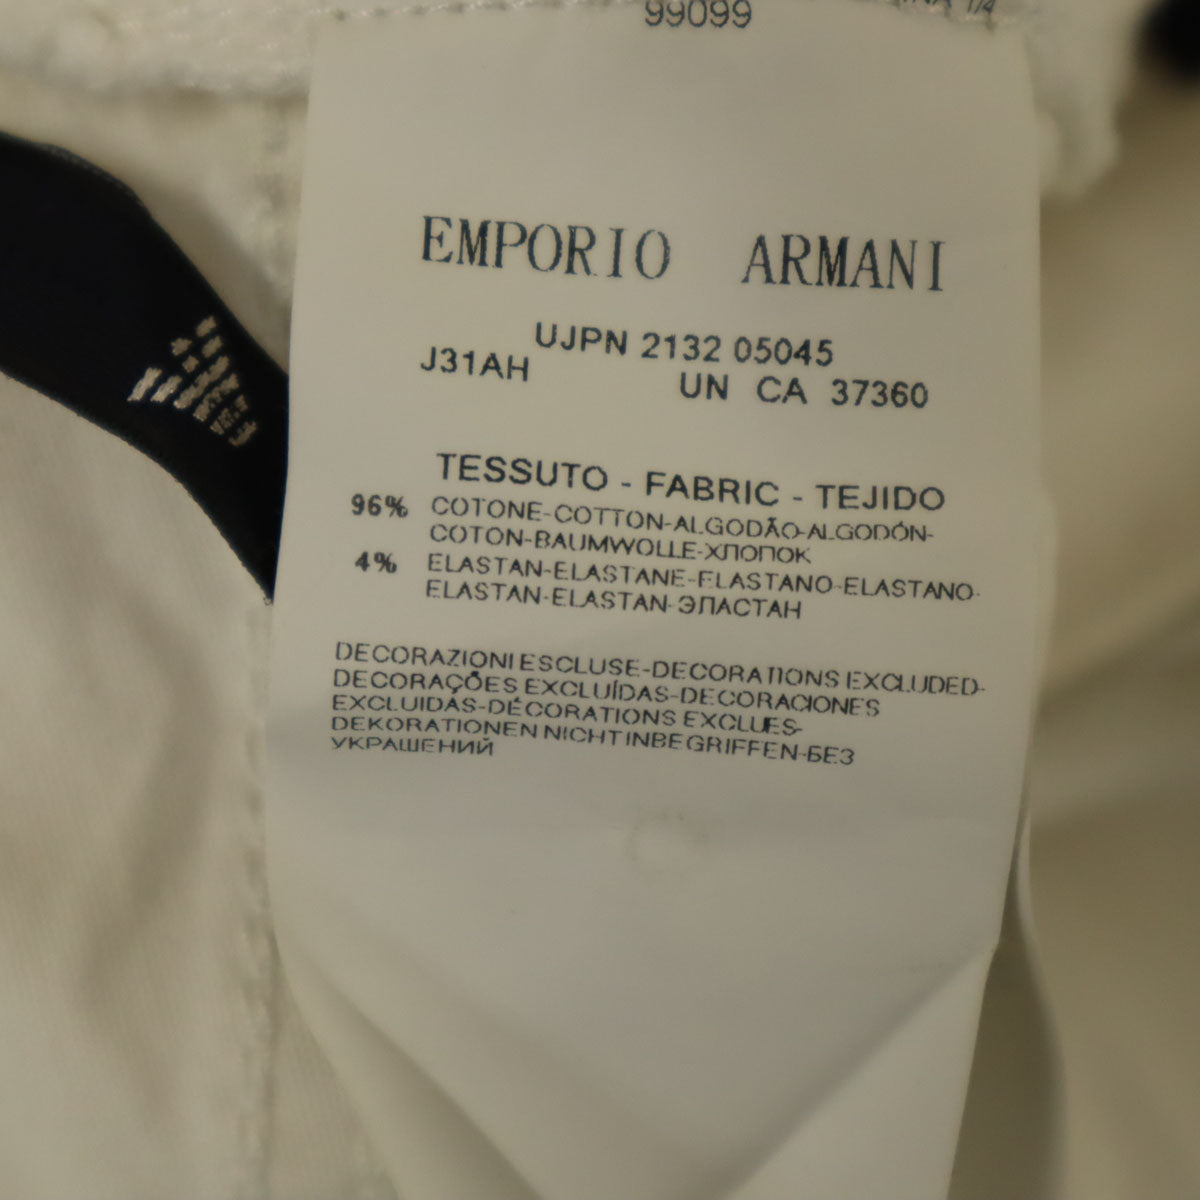 99099
EMPORIO ARMANI
UJPN 2132 05045
J31AH UN CA 37360
TESSUTO - FABRIC - TEJIDO
96% COTONE-COTTON-ALGODÃO-ALGODÓN-
COTON-BAUMWOLLE-ХЛОПОК
4% ELASTAN-ELASTANE-ELASTANO-ELASTANO-
ELASTAN-ELASTAN-ЭЛАСТАН
DECORAZIONI ESCLUSE-DECORATIONS EXCLUDED-
DECORAÇÕES EXCLUÍDAS-DECORACIONES
EXCLUIDAS-DÉCORATIONS EXCLUES-
DEKORATIONEN NICHT INBEGRIFFEN-БЕЗ
УКРАШЕНИЙ